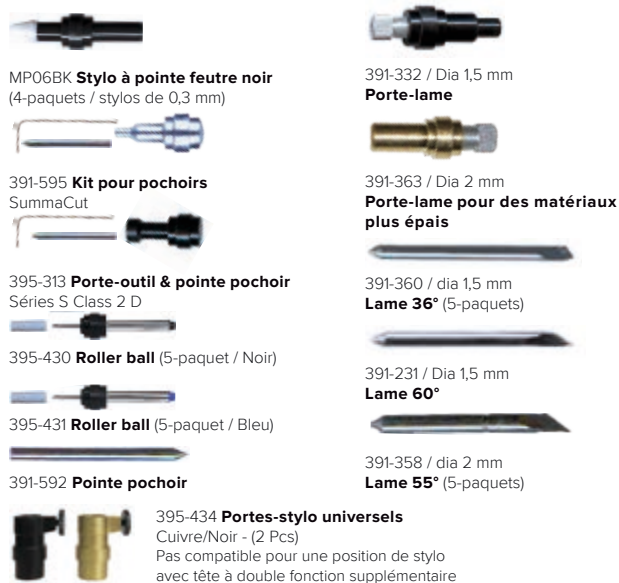 MP06BK Stylo à pointe feutre noir
(4-paquets / stylos de 0,3 mm)
391-595 Kit pour pochoirs
SummaCut
395-313 Porte-outil & pointe pochoir
Séries S Class 2 D
395-430 Roller ball (5-paquet / Noir)
395-431 Roller ball (5-paquet / Bleu)
391-592 Pointe pochoir
391-332 / Dia 1,5 mm
Porte-lame
391-363 / Dia 2 mm
Porte-lame pour des matériaux
plus épais
391-360 / dia 1,5 mm
Lame 36° (5-paquets)
391-231 / Dia 1,5 mm
Lame 60°
391-358 / dia 2 mm
Lame 55° (5-paquets)
395-434 Portes-stylo universels
Cuivre/Noir - (2 Pcs)
Pas compatible pour une position de stylo
avec tête à double fonction supplémentaire